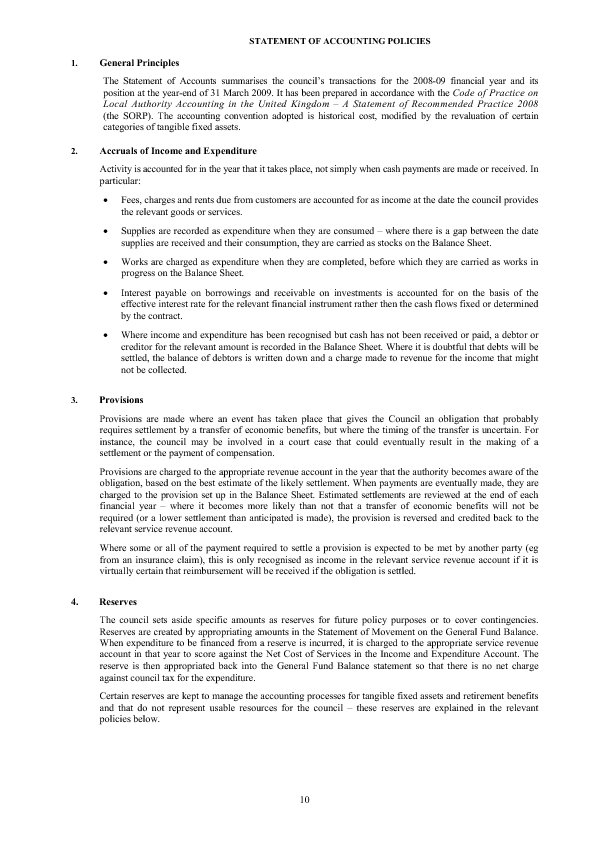 STATEMENT OF ACCOUNTING POLICIES
1. General Principles
The Statement of Accounts summarises the council's transactions for the 2008-09 financial year and its
position at the year-end of 31 March 2009. It has been prepared in accordance with the Code of Practice on
Local Authority Accounting in the United Kingdom – A Statement of Recommended Practice 2008
(the SORP). The accounting convention adopted is historical cost, modified by the revaluation of certain
categories of tangible fixed assets.
2. Accruals of Income and Expenditure
Activity is accounted for in the year that it takes place, not simply when cash payments are made or received. In
particular:
• Fees, charges and rents due from customers are accounted for as income at the date the council provides
the relevant goods or services.
• Supplies are recorded as expenditure when they are consumed – where there is a gap between the date
supplies are received and their consumption, they are carried as stocks on the Balance Sheet.
• Works are charged as expenditure when they are completed, before which they are carried as works in
progress on the Balance Sheet.
• Interest payable on borrowings and receivable on investments is accounted for on the basis of the
effective interest rate for the relevant financial instrument rather then the cash flows fixed or determined
by the contract.
• Where income and expenditure has been recognised but cash has not been received or paid, a debtor or
creditor for the relevant amount is recorded in the Balance Sheet. Where it is doubtful that debts will be
settled, the balance of debtors is written down and a charge made to revenue for the income that might
not be collected.
3. Provisions
Provisions are made where an event has taken place that gives the Council an obligation that probably
requires settlement by a transfer of economic benefits, but where the timing of the transfer is uncertain. For
instance, the council may be involved in a court case that could eventually result in the making of a
settlement or the payment of compensation.
Provisions are charged to the appropriate revenue account in the year that the authority becomes aware of the
obligation, based on the best estimate of the likely settlement. When payments are eventually made, they
are charged to the provision set up in the Balance Sheet. Estimated settlements are reviewed at the end of each
financial year – where it becomes more likely than not that a transfer of economic benefits will not be
required (or a lower settlement than anticipated is made), the provision is reversed and credited back to the
relevant service revenue account.
Where some or all of the payment required to settle a provision is expected to be met by another party (eg
from an insurance claim), this is only recognised as income in the relevant service revenue account if it is
virtually certain that reimbursement will be received if the obligation is settled.
4. Reserves
The council sets aside specific amounts as reserves for future policy purposes or to cover contingencies.
Reserves are created by appropriating amounts in the Statement of Movement on the General Fund Balance.
When expenditure to be financed from a reserve is incurred, it is charged to the appropriate service revenue
account in that year to score against the Net Cost of Services in the Income and Expenditure Account. The
reserve is then appropriated back into the General Fund Balance statement so that there is no net charge
against council tax for the expenditure.
Certain reserves are kept to manage the accounting processes for tangible fixed assets and retirement benefits
and that do not represent usable resources for the council – these reserves are explained in the relevant
policies below.
10